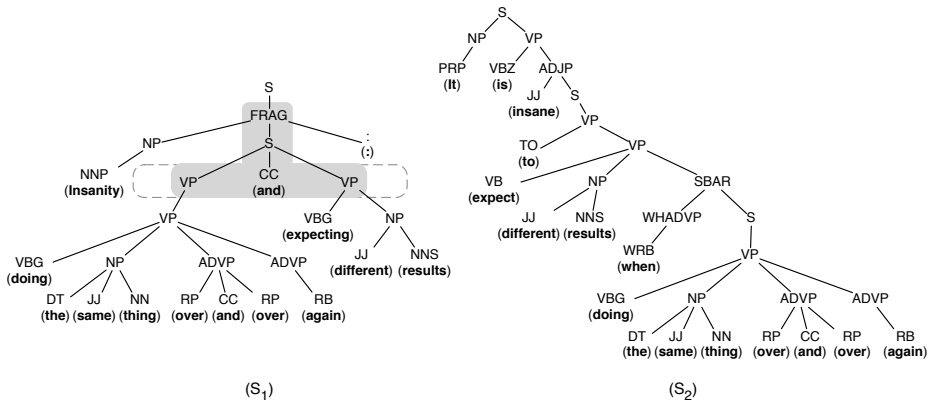 S
NP VP
PRP VBZ ADJP
(It) (is)
JJ S
(insane)
VP
TO VP
(to)
VB NP SBAR
(expect)
JJ NNS WHADVP S
(different) (results)
WRB VP
(when)
VBG NP ADVP ADVP
(doing)
DT JJ NN RP CC RP RB
(the) (same) (thing) (over) (and) (over) (again)
(S2)
S
FRAG
NP S :
(:)
NNP
(Insanity)
VP CC VP
(and)
VP VBG NP
(expecting)
JJ NNS
(different) (results)
VBG NP ADVP ADVP
(doing)
DT JJ NN RP CC RP RB
(the) (same) (thing) (over) (and) (over) (again)
(S1)